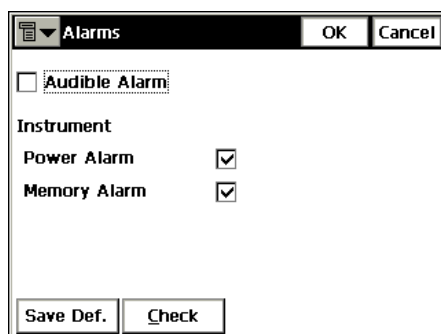 Alarms OK Cancel
Audible Alarm
Instrument
Power Alarm
Memory Alarm
Save Def. Check